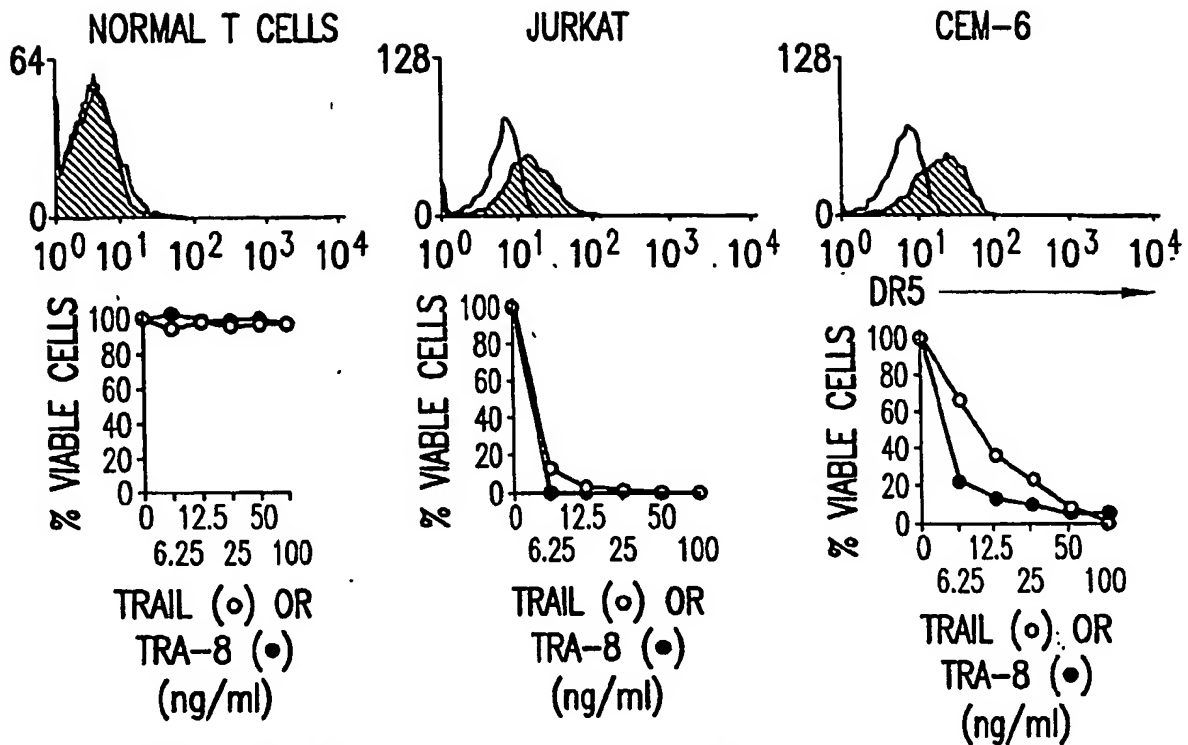 NORMAL T CELLS
64
0
10^0 10^1 10^2 10^3 10^4
% VIABLE CELLS
100
80
60
40
20
0
0 12.5 50
6.25 25 100
TRAIL (○) OR
TRA-8 (●)
(ng/ml)
JURKAT
128
0
10^0 10^1 10^2 10^3 10^4
% VIABLE CELLS
100
80
60
40
20
0
0 12.5 50
6.25 25 100
TRAIL (○) OR
TRA-8 (●)
(ng/ml)
CEM-6
128
0
10^0 10^1 10^2 10^3 10^4
DR5
% VIABLE CELLS
100
80
60
40
20
0
0 12.5 50
6.25 25 100
TRAIL (○) OR
TRA-8 (●)
(ng/ml)